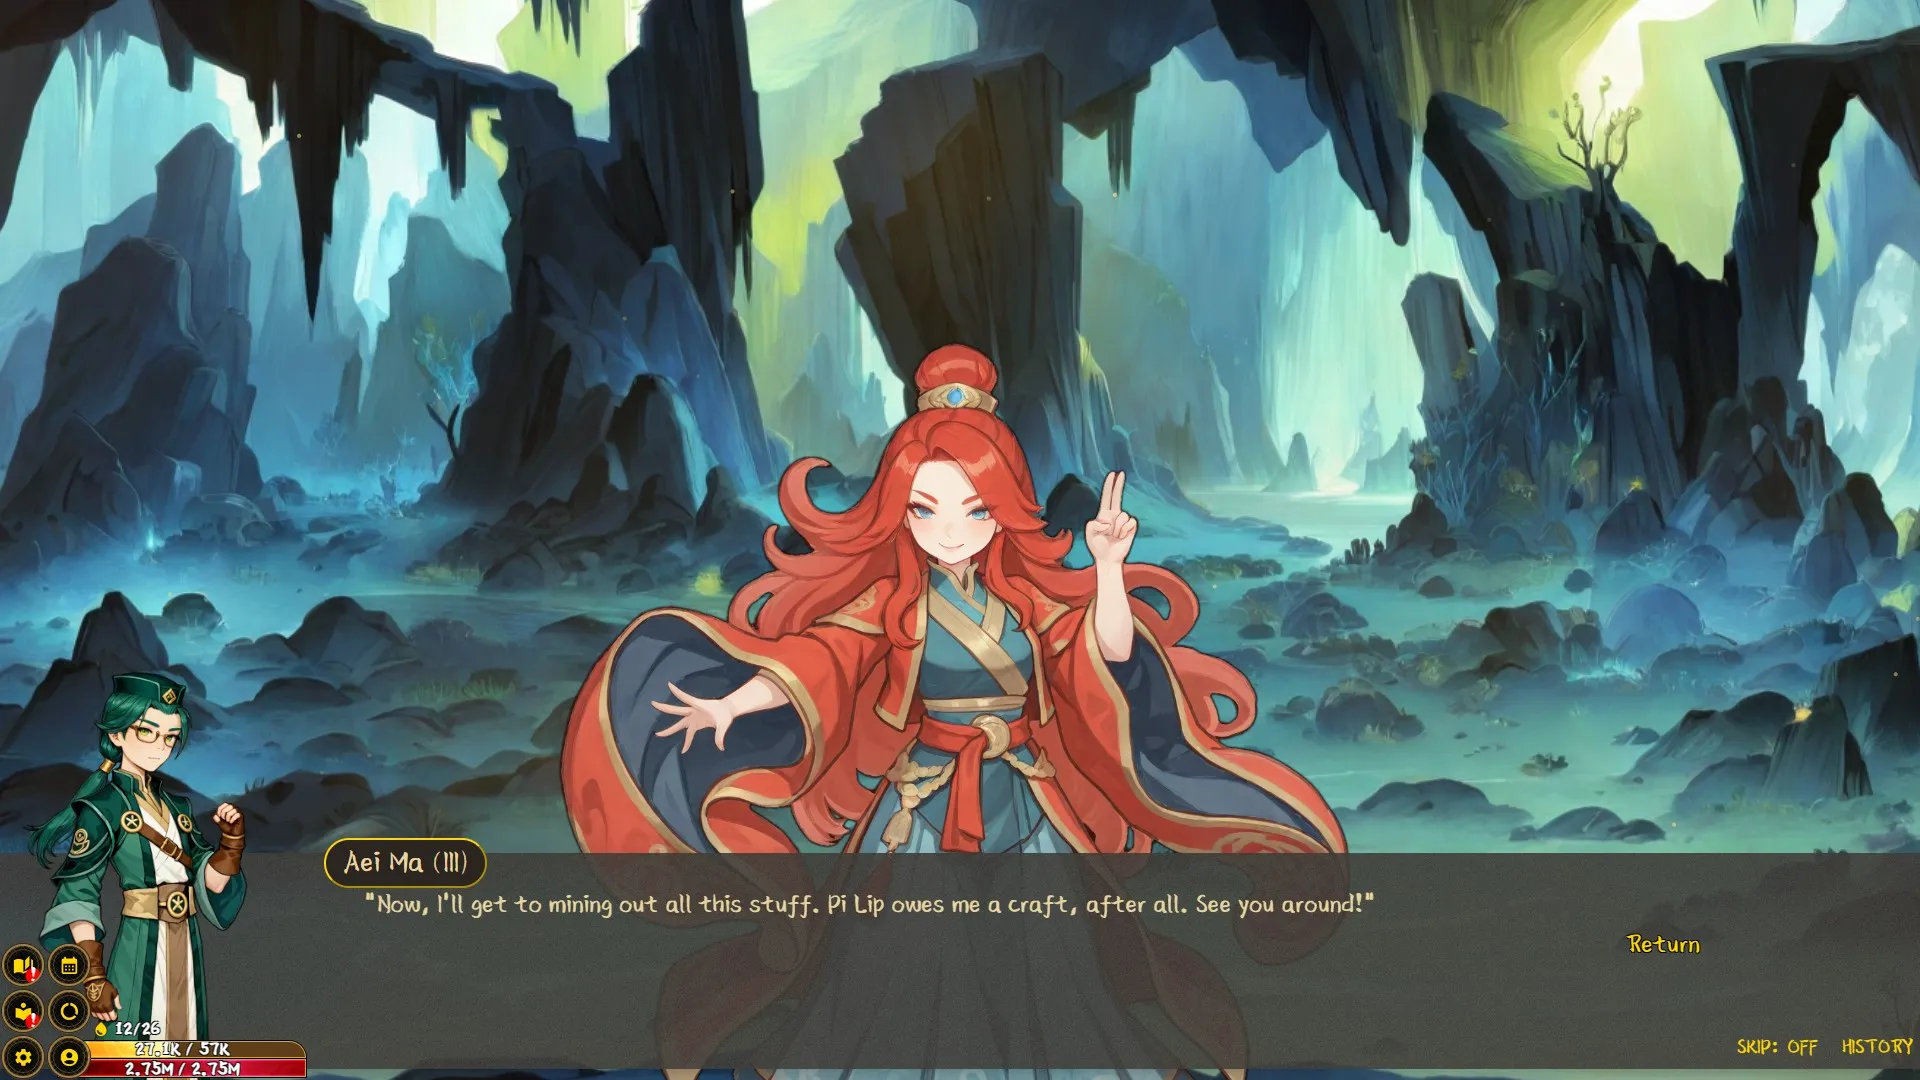 Aei Ma (III)
"Now, I'll get to mining out all this stuff. Pi Lip owes me a craft, after all. See you around!"
Return
12/26
27.1K / 57K
2.75M / 2.75M
SKIP: OFF HISTORY